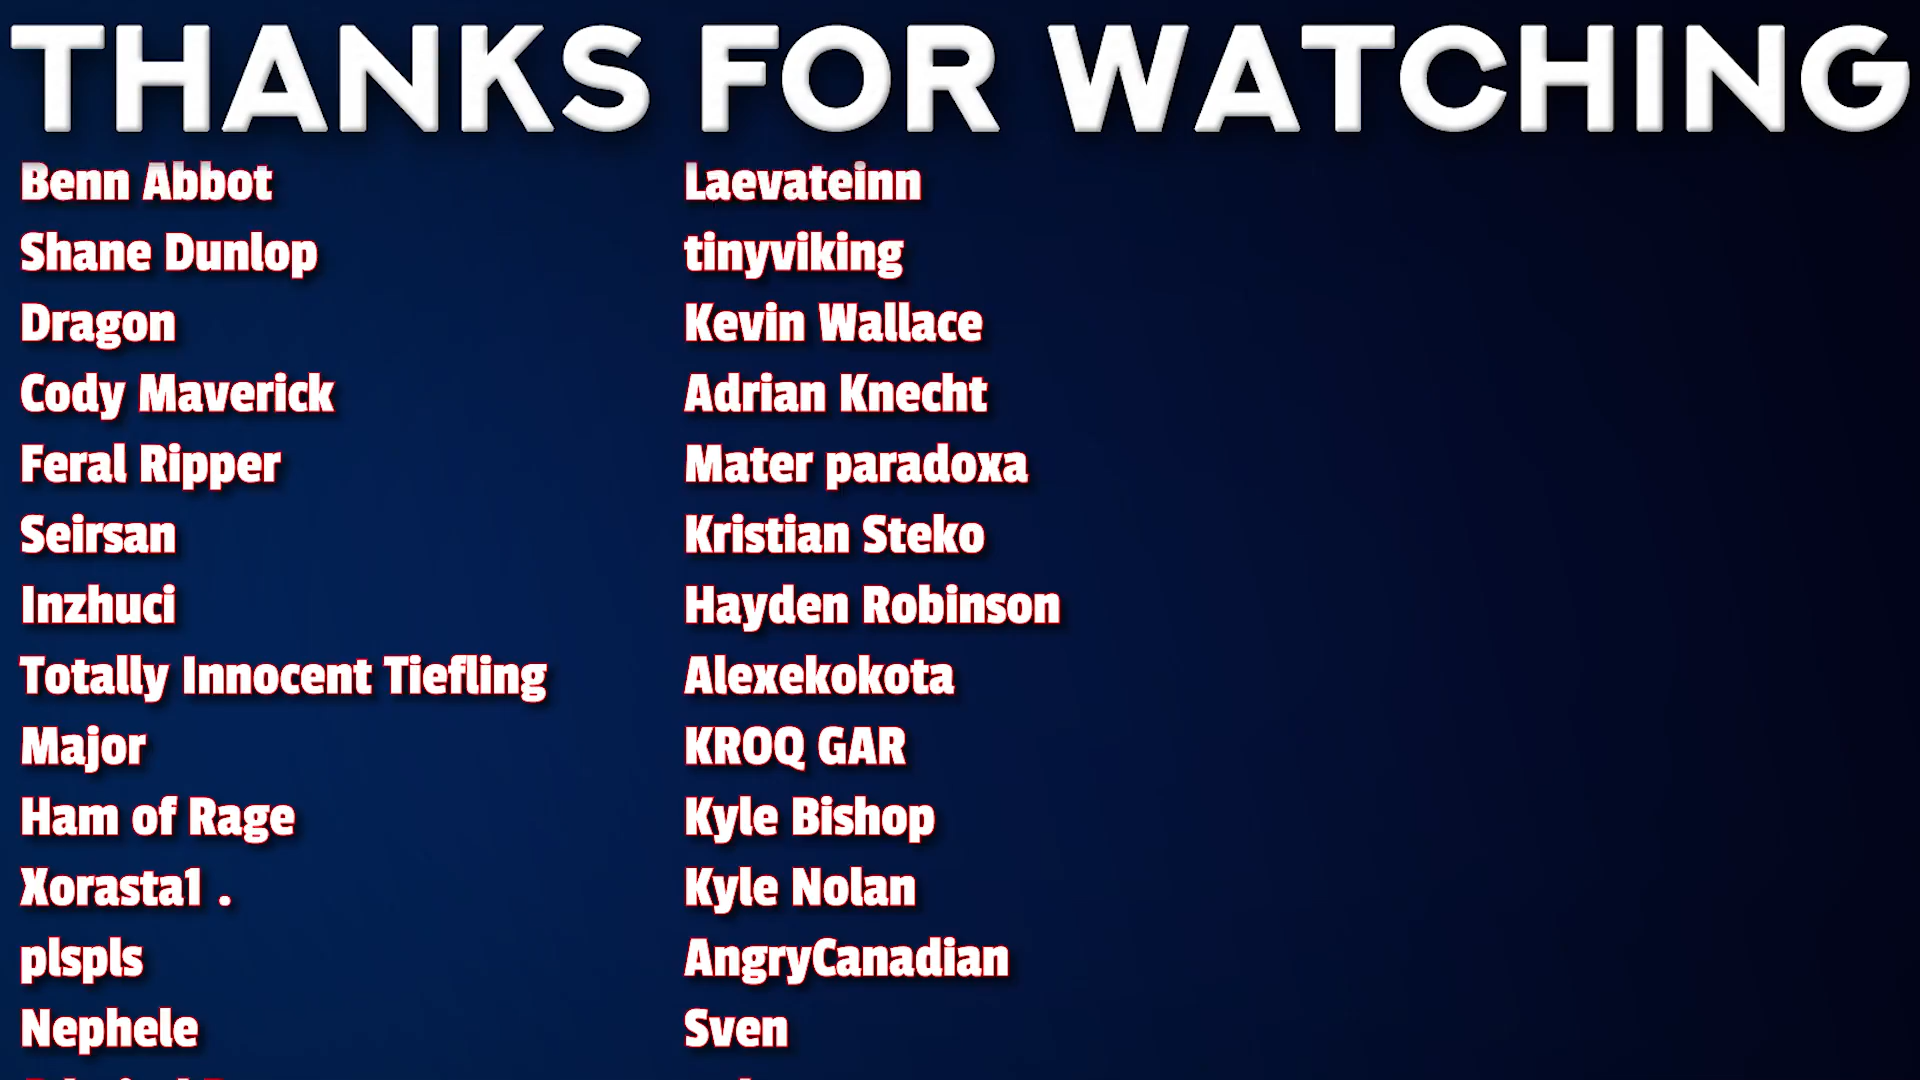 THANKS FOR WATCHING
Benn Abbot
Shane Dunlop
Dragon
Cody Maverick
Feral Ripper
Seirsan
Inzhuci
Totally Innocent Tiefling
Major
Ham of Rage
Xorasta1 .
plspls
Nephele
Laevateinn
tinyviking
Kevin Wallace
Adrian Knecht
Mater paradoxa
Kristian Steko
Hayden Robinson
Alexekokota
KROQ GAR
Kyle Bishop
Kyle Nolan
AngryCanadian
Sven